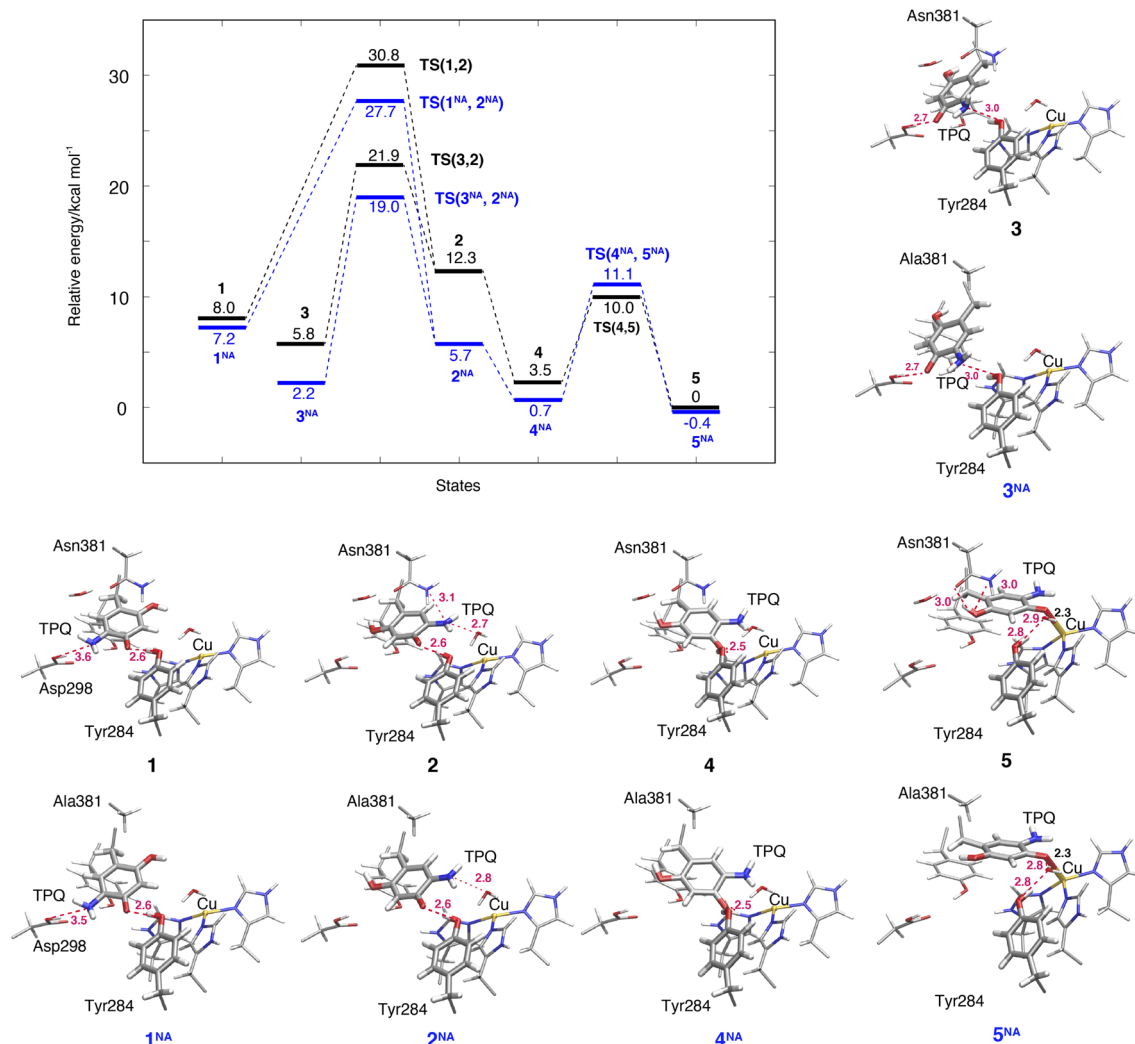 Relative energy/kcal mol⁻¹
30
20
10
0
States
30.8
TS(1,2)
27.7
TS(1ᴺᴬ, 2ᴺᴬ)
21.9
TS(3,2)
19.0
TS(3ᴺᴬ, 2ᴺᴬ)
1
8.0
7.2
1ᴺᴬ
3
5.8
2.2
3ᴺᴬ
2
12.3
5.7
2ᴺᴬ
4
3.5
0.7
4ᴺᴬ
TS(4ᴺᴬ, 5ᴺᴬ)
11.1
10.0
TS(4,5)
5
0
-0.4
5ᴺᴬ
Asn381
3.0
Cu
2.7
TPQ
Tyr284
3
Ala381
Cu
2.7
TPQ
3.0
Tyr284
3ᴺᴬ
Asn381
TPQ
Cu
3.6
2.6
Asp298
Tyr284
1
Asn381
3.1
TPQ
2.7
Cu
2.6
Tyr284
2
Asn381
TPQ
Cu
2.5
Tyr284
4
Asn381
TPQ
3.0
3.0
2.9
2.3
2.8
Cu
Tyr284
5
Ala381
TPQ
Cu
2.6
3.5
Asp298
Tyr284
1ᴺᴬ
Ala381
TPQ
2.8
Cu
2.6
Tyr284
2ᴺᴬ
Ala381
TPQ
Cu
2.5
Tyr284
4ᴺᴬ
Ala381
TPQ
2.3
2.8
Cu
2.8
Tyr284
5ᴺᴬ